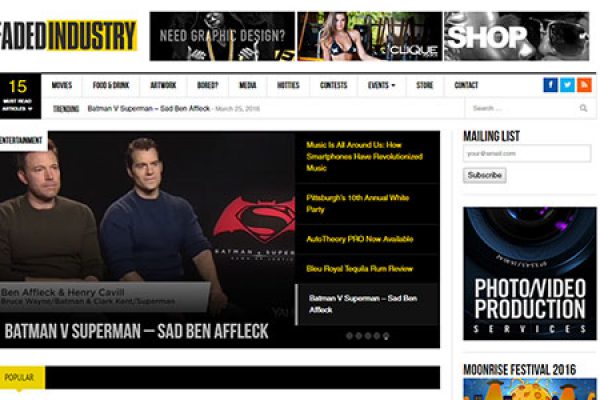 FADEDINDUSTRY
NEED GRAPHIC DESIGN?
CLIQUE
SHOP
15
MUST READ
ARTICLES
MOVIES FOOD & DRINK ARTWORK BORED? MEDIA HOTTIES CONTESTS EVENTS STORE CONTACT
TRENDING Batman V Superman – Sad Ben Affleck - March 25, 2016
Search ...
ENTERTAINMENT
Music Is All Around Us: How
Smartphones Have Revolutionized
Music
Pittsburgh's 10th Annual White
Party
AutoTheory PRO Now Available
Bleu Royal Tequila Rum Review
Batman V Superman – Sad Ben
Affleck
BATMAN V SUPERMAN
Ben Affleck & Henry Cavill
Bruce Wayne/Batman & Clark Kent/Superman
YA
BATMAN V SUPERMAN – SAD BEN AFFLECK
POPULAR
MAILING LIST
your@email.com
Subscribe
PHOTO/VIDEO
PRODUCTION
SERVICES
MOONRISE FESTIVAL 2016